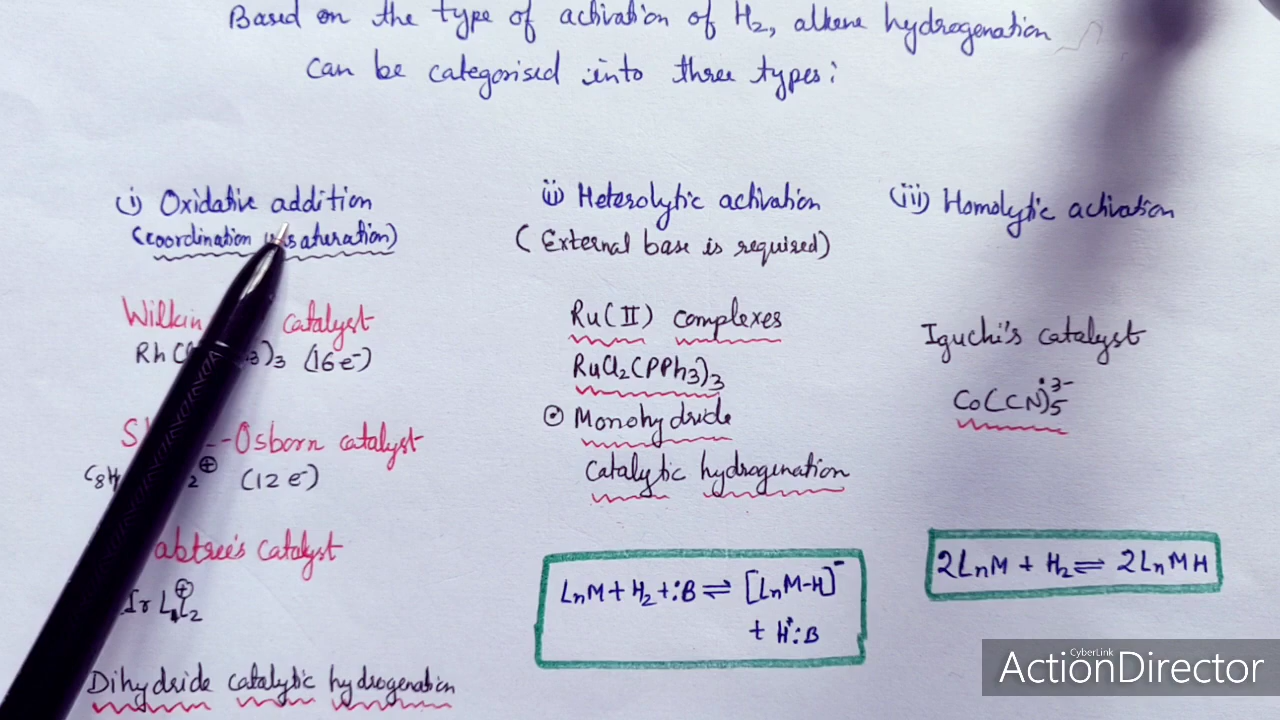 Based on the type of activation of H₂, alkene hydrogenation
can be categorised into three types:
(i) Oxidative addition
(coordination
catalyst
(16e⁻)
-Osborn catalyst
(12 e⁻)
catalyst
Dihydride catalytic hydrogenation
(ii) Heterolytic activation
(External base is required)
Ru(II) complexes
RuCl₂(PPh₃)₃
⊙ Monohydride
catalytic hydrogenation
LₙM + H₂ + :B ⇌ [LₙM-H]⁻
+ H⁺:B
(iii) Homolytic activation
Iguchi's catalyst
Co(CN)₅•³⁻
2LₙM + H₂ ⇌ 2LₙMH
CyberLink
ActionDirector